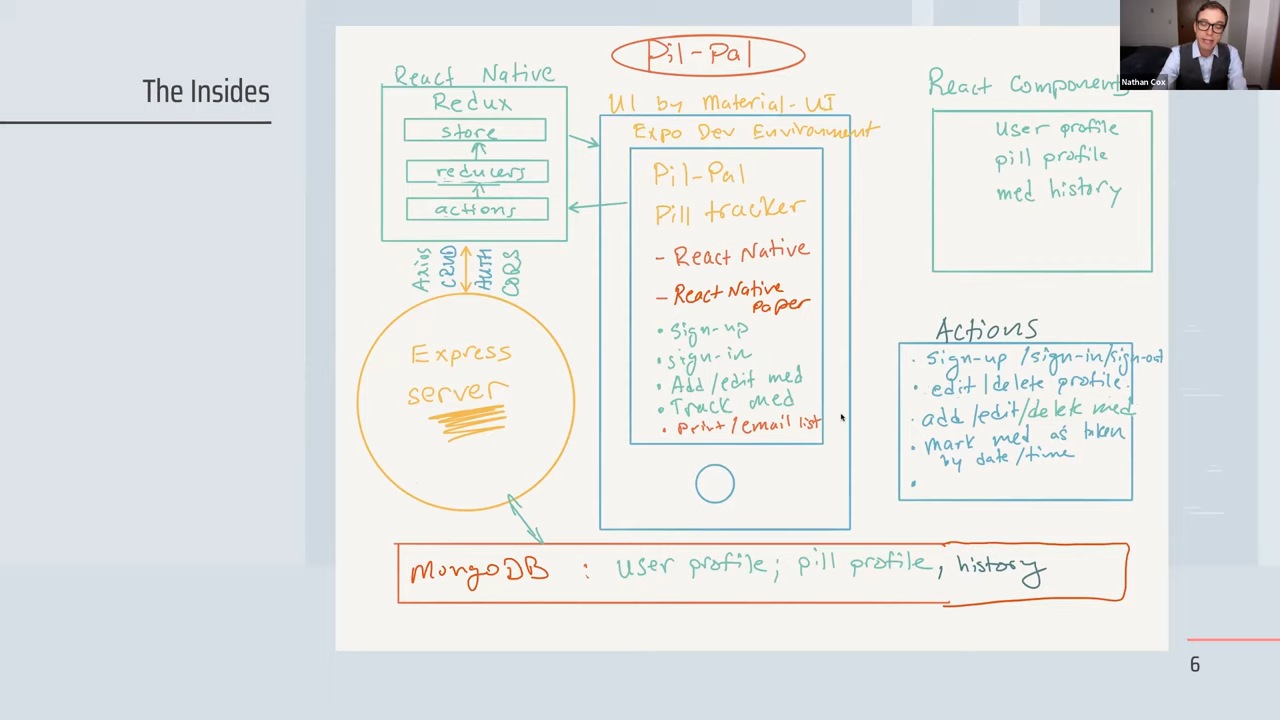 The Insides
Pil-Pal
React Native
Redux
store
reducers
actions
Axios
CRUD
AUTH
CORS
Express
server
UI by Material-UI
Expo Dev Environment
Pil-Pal
Pill tracker
- React Native
- React Native
Paper
• Sign-up
• sign-in
• Add/edit med
• Track med
• Print/email list
React Components
user profile
pill profile
med history
Actions
• sign-up/sign-in/sign-out
• edit/delete profile.
• add/edit/delete med
• mark med as taken
by date/time
•
MongoDB : user profile; pill profile, history
Nathan Cox
6